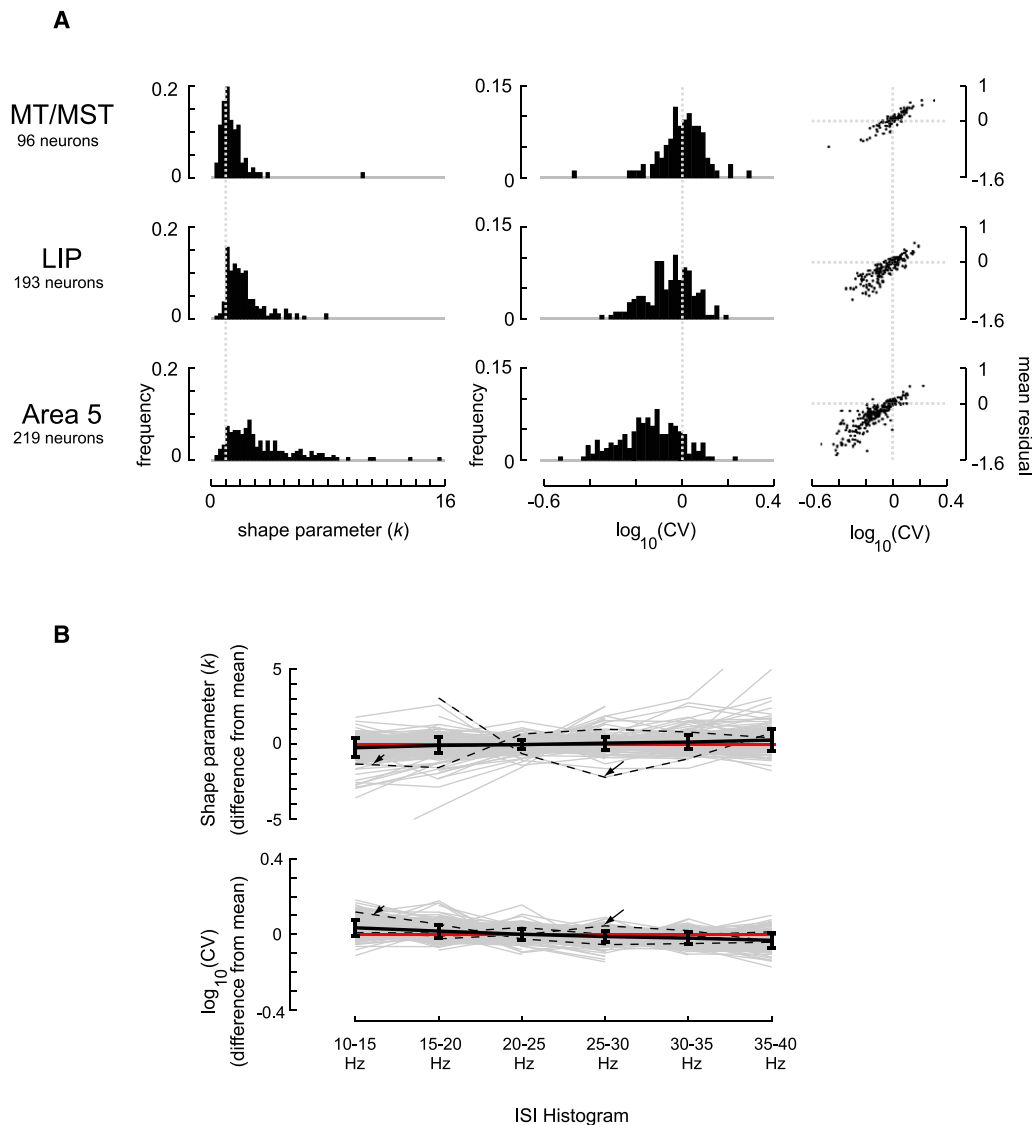 A
MT/MST
96 neurons
0.2
0
0.15
0
1
0
-1.6
LIP
193 neurons
0.2
0
0.15
0
1
0
-1.6
Area 5
219 neurons
frequency
0.2
0
frequency
0.15
0
1
0
-1.6
mean residual
0
16
shape parameter (k)
-0.6
0
0.4
log10(CV)
-0.6
0
0.4
log10(CV)
B
Shape parameter (k)
(difference from mean)
5
0
-5
log10(CV)
(difference from mean)
0.4
0
-0.4
10-15
Hz
15-20
Hz
20-25
Hz
25-30
Hz
30-35
Hz
35-40
Hz
ISI Histogram